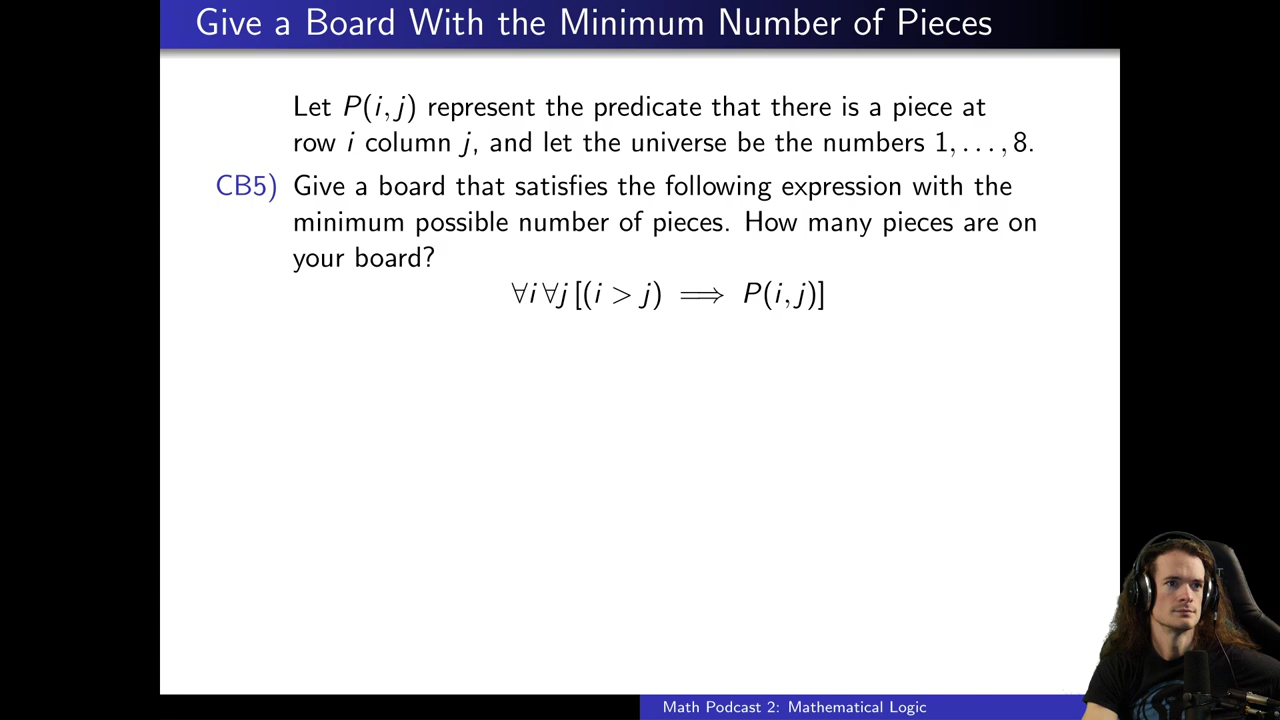 Give a Board With the Minimum Number of Pieces
Let P(i, j) represent the predicate that there is a piece at
row i column j, and let the universe be the numbers 1, . . . , 8.
CB5) Give a board that satisfies the following expression with the
minimum possible number of pieces. How many pieces are on
your board?
∀i ∀j [(i > j) ⟹ P(i, j)]
Math Podcast 2: Mathematical Logic